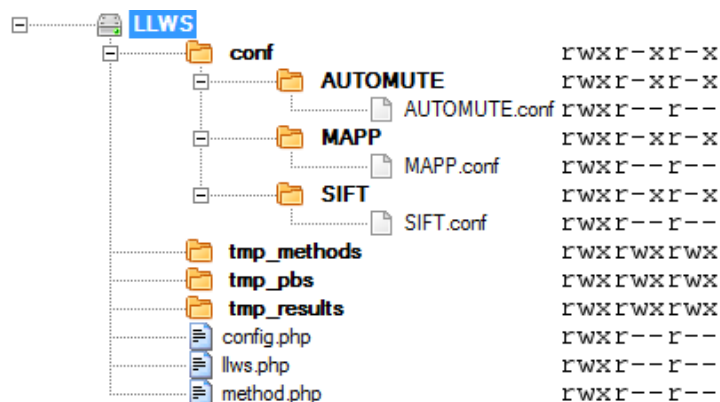 LLWS
conf rwxr-xr-x
AUTOMUTE rwxr-xr-x
AUTOMUTE.conf rwxr--r--
MAPP rwxr-xr-x
MAPP.conf rwxr--r--
SIFT rwxr-xr-x
SIFT.conf rwxr--r--
tmp_methods rwxrwxrwx
tmp_pbs rwxrwxrwx
tmp_results rwxrwxrwx
config.php rwxr--r--
llws.php rwxr--r--
method.php rwxr--r--